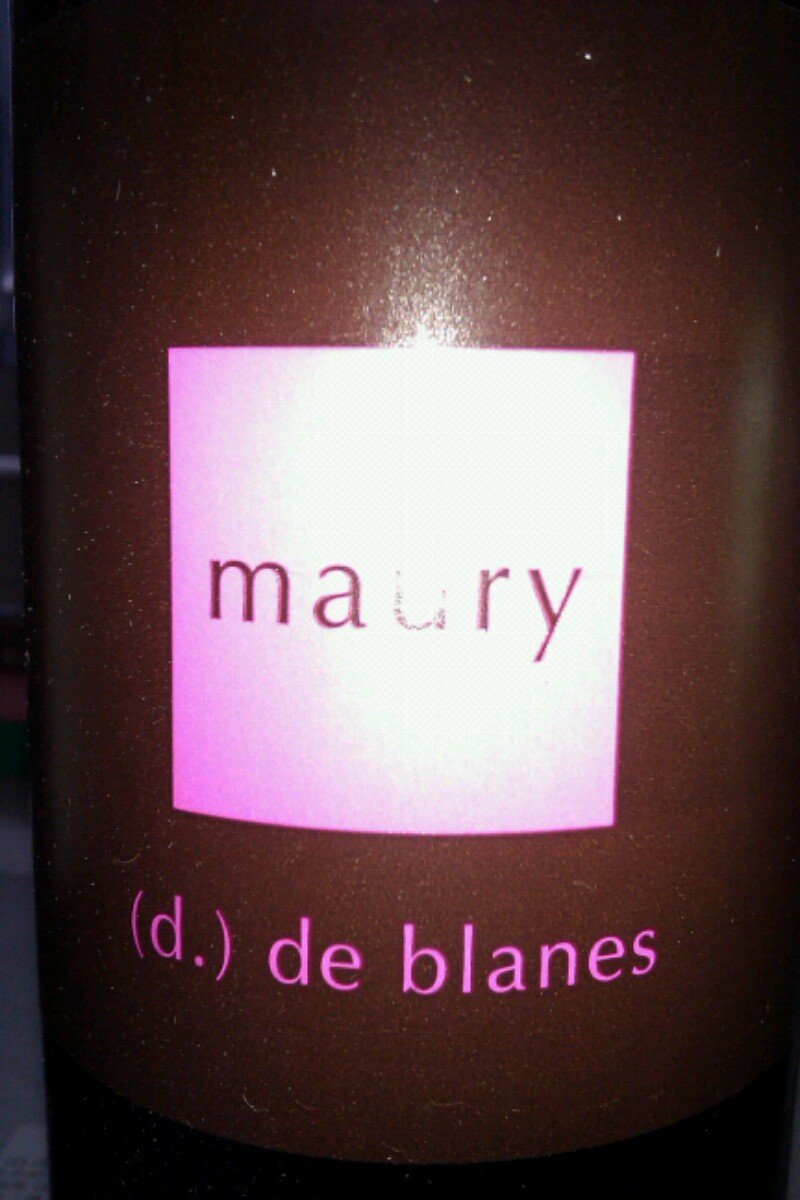 maury
(d.) de blanes